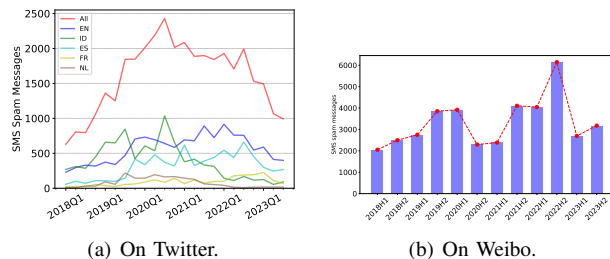 All
EN
ID
ES
FR
NL
SMS Spam Messages
2500
2000
1500
1000
500
0
2018Q1
2019Q1
2020Q1
2021Q1
2022Q1
2023Q1
(a) On Twitter.
SMS spam messages
6000
5000
4000
3000
2000
1000
0
2018H1
2018H2
2019H1
2019H2
2020H1
2020H2
2021H1
2021H2
2022H1
2022H2
2023H1
2023H2
(b) On Weibo.